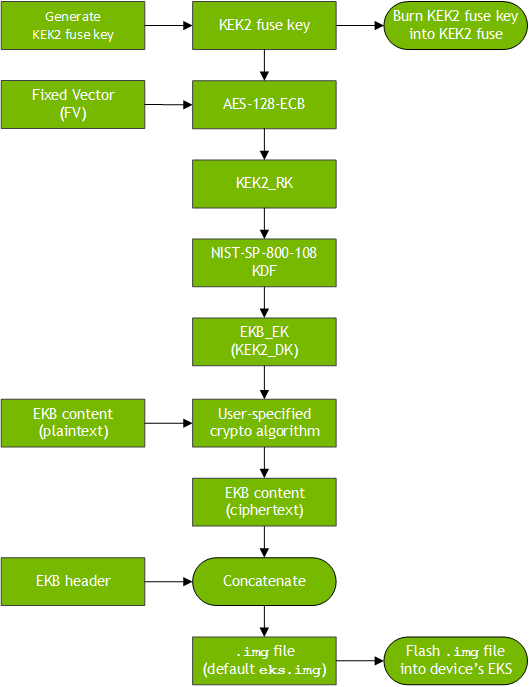 Generate
KEK2 fuse key
KEK2 fuse key
Burn KEK2 fuse key
into KEK2 fuse
Fixed Vector
(FV)
AES-128-ECB
KEK2_RK
NIST-SP-800-108
KDF
EKB_EK
(KEK2_DK)
EKB content
(plaintext)
User-specified
crypto algorithm
EKB content
(ciphertext)
EKB header
Concatenate
.img file
(default eks.img)
Flash .img file
into device’s EKS